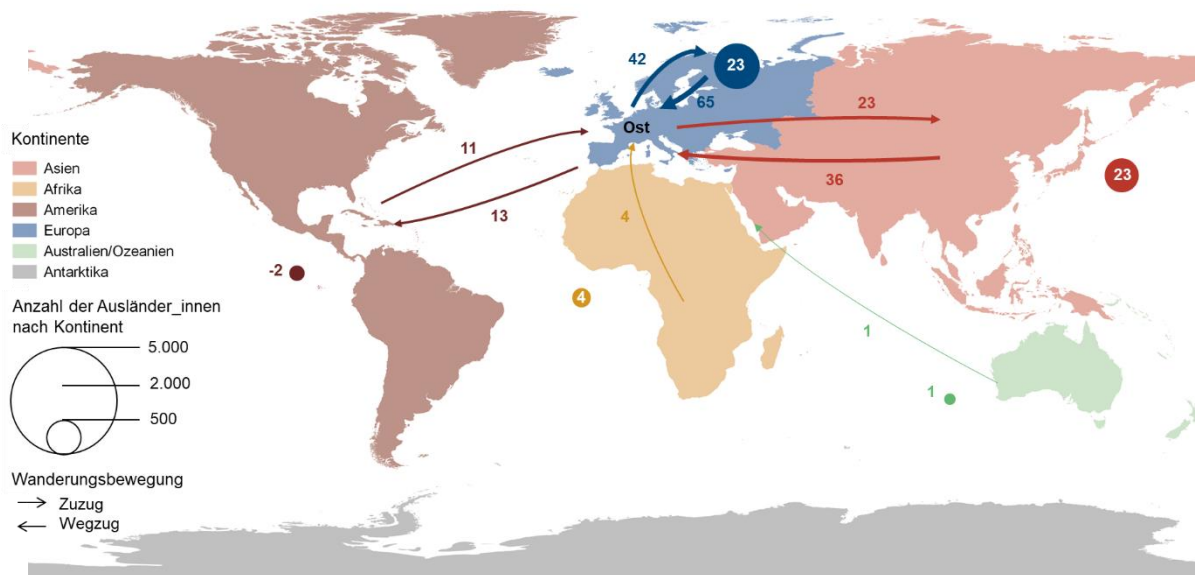 42
23
65
Ost
23
36
23
11
13
4
-2
4
1
1
Kontinente
Asien
Afrika
Amerika
Europa
Australien/Ozeanien
Antarktika
Anzahl der Ausländer_innen
nach Kontinent
5.000
2.000
500
Wanderungsbewegung
Zuzug
Wegzug